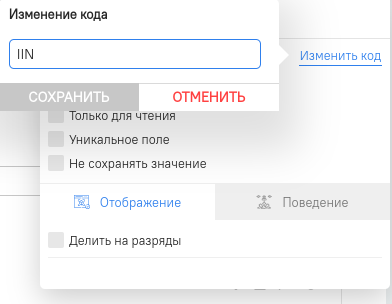 Изменение кода
IIN
Изменить код
СОХРАНИТЬ
ОТМЕНИТЬ
Только для чтения
Уникальное поле
Не сохранять значение
Отображение
Поведение
Делить на разряды